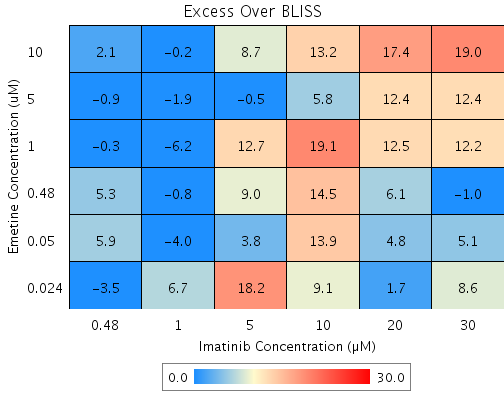 Excess Over BLISS
Emetine Concentration (µM)
10 2.1 −0.2 8.7 13.2 17.4 19.0
5 −0.9 −1.9 −0.5 5.8 12.4 12.4
1 −0.3 −6.2 12.7 19.1 12.5 12.2
0.48 5.3 −0.8 9.0 14.5 6.1 −1.0
0.05 5.9 −4.0 3.8 13.9 4.8 5.1
0.024 −3.5 6.7 18.2 9.1 1.7 8.6
0.48 1 5 10 20 30
Imatinib Concentration (µM)
0.0 30.0